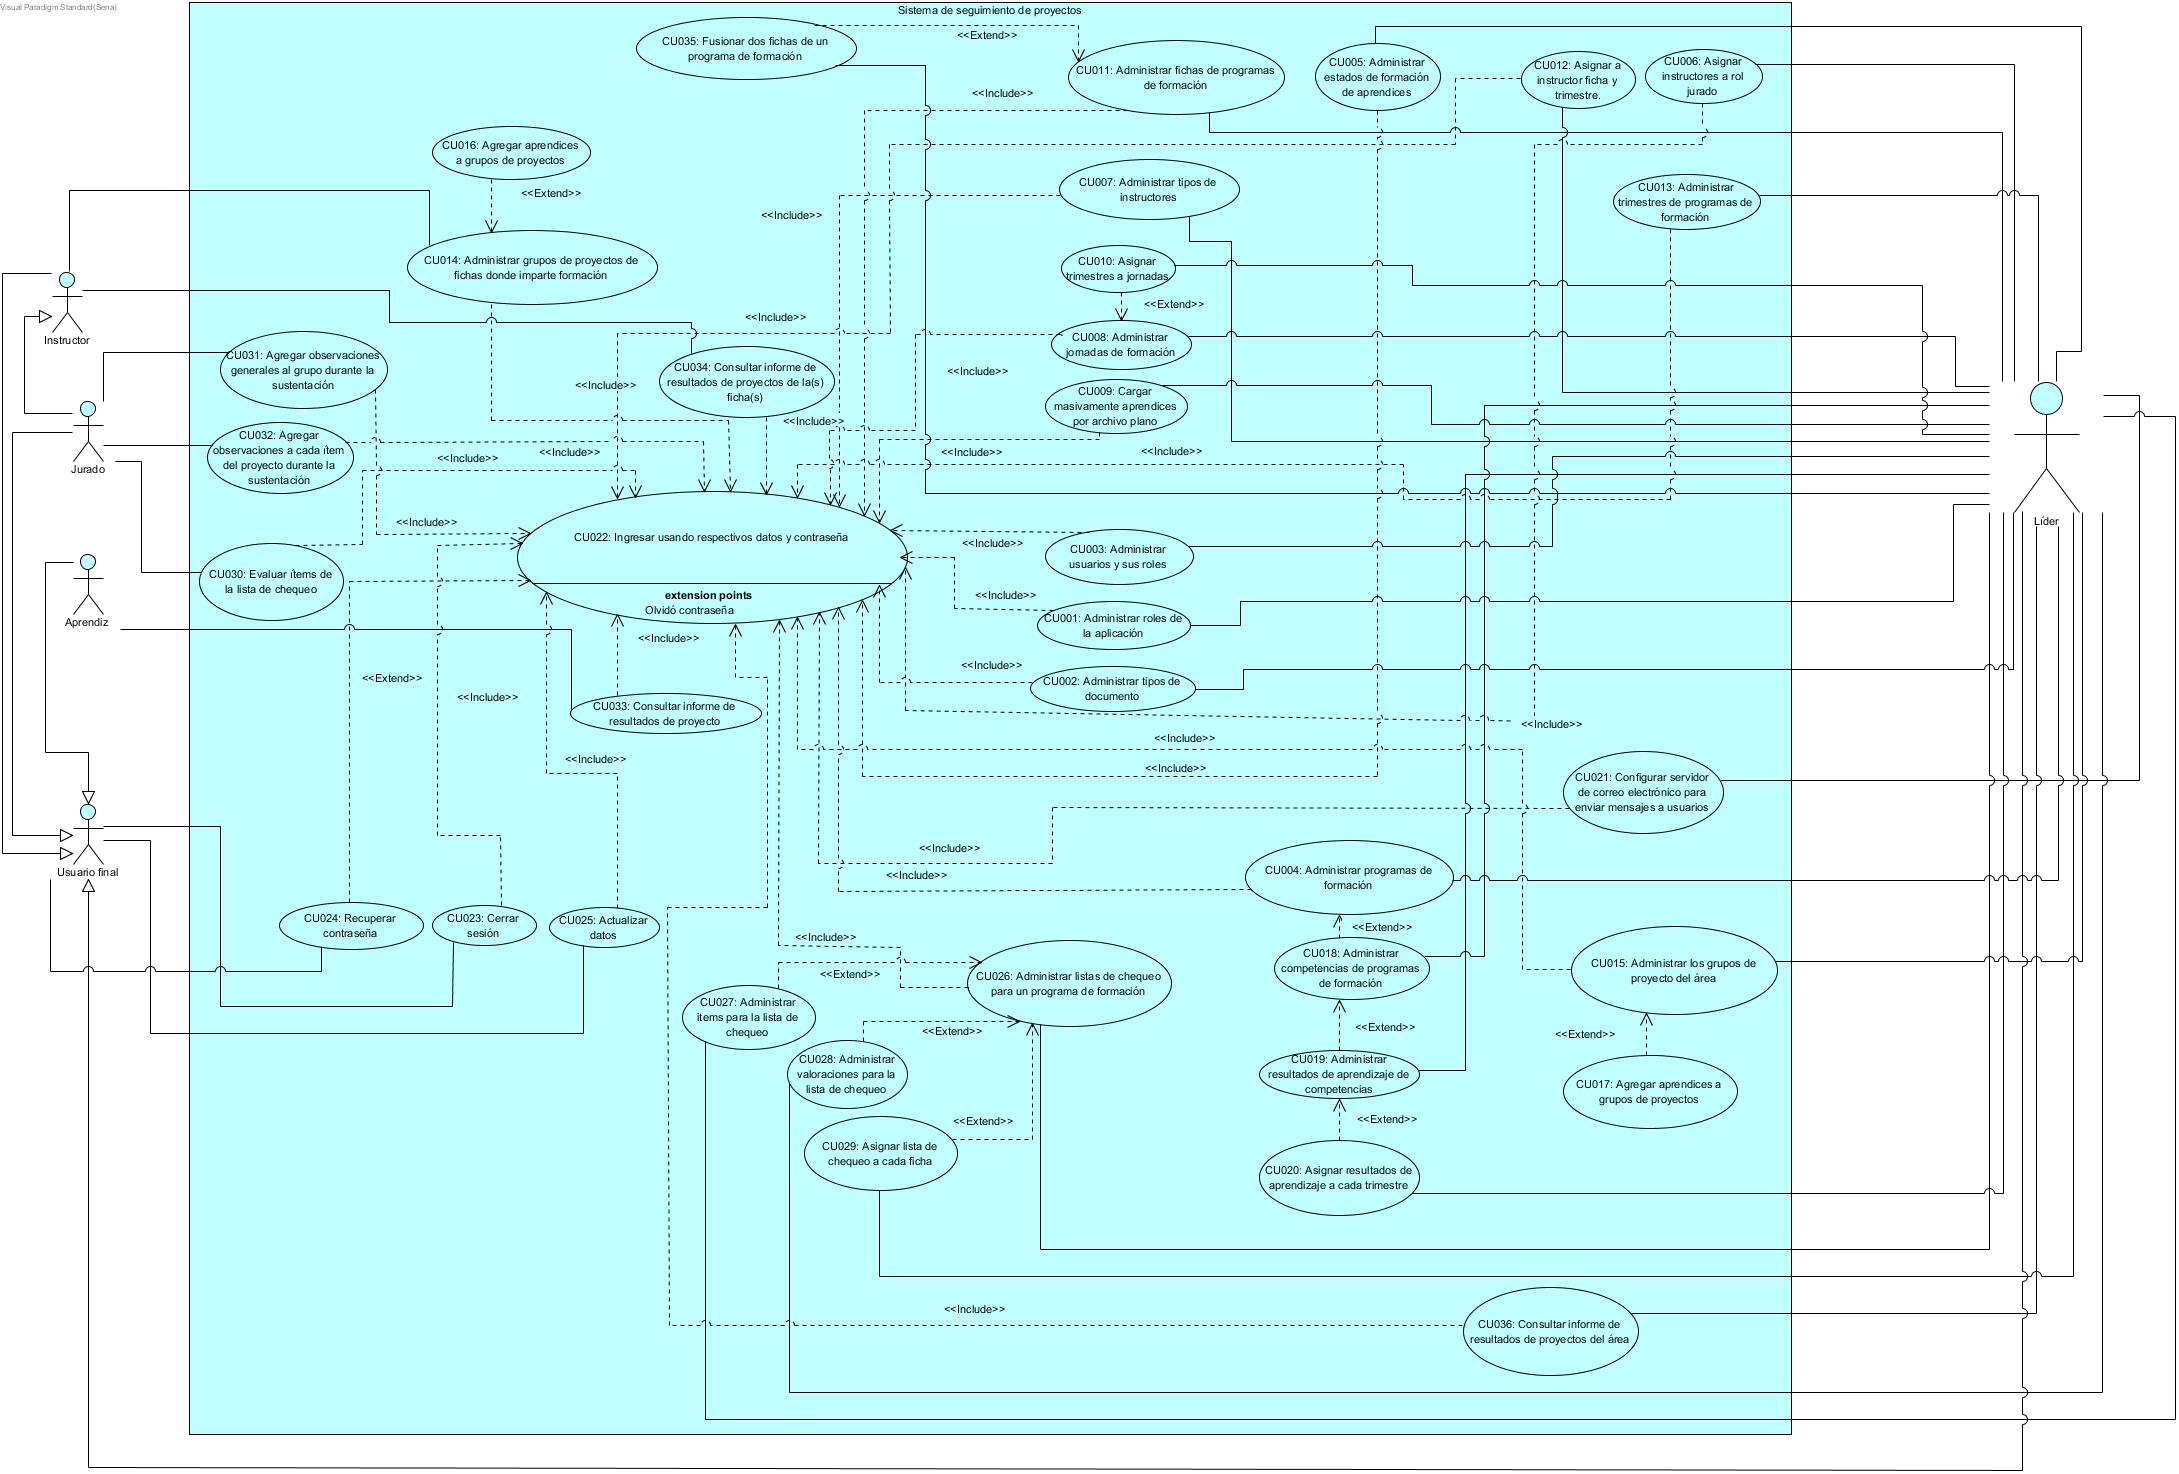 Visual Paradigm Standard(Sena)
Sistema de seguimiento de proyectos
CU035: Fusionar dos fichas de un
programa de formación
<<Extend>>
CU011: Administrar fichas de programas
de formación
CU005: Administrar
estados de formación
de aprendices
CU012: Asignar a
instructor ficha y
trimestre.
CU006: Asignar
instructores a rol
jurado
<<Include>>
CU016: Agregar aprendices
a grupos de proyectos
<<Extend>>
CU007: Administrar tipos de
instructores
CU013: Administrar
trimestres de programas de
formación
<<Include>>
CU014: Administrar grupos de proyectos de
fichas donde imparte formación
CU010: Asignar
trimestres a jornadas
<<Extend>>
<<Include>>
Instructor
CU008: Administrar
jornadas de formación
CU031: Agregar observaciones
generales al grupo durante la
sustentación
CU034: Consultar informe de
resultados de proyectos de la(s)
ficha(s)
<<Include>>
<<Include>>
CU009: Cargar
masivamente aprendices
por archivo plano
<<Include>>
Jurado
CU032: Agregar
observaciones a cada ítem
del proyecto durante la
sustentación
<<Include>>
<<Include>>
<<Include>>
<<Include>>
<<Include>>
Líder
CU022: Ingresar usando respectivos datos y contraseña
extension points
Olvidó contraseña
<<Include>>
CU003: Administrar
usuarios y sus roles
CU030: Evaluar ítems de
la lista de chequeo
Aprendiz
<<Include>>
CU001: Administrar roles de
la aplicación
<<Include>>
<<Include>>
CU002: Administrar tipos de
documento
<<Extend>>
<<Include>>
CU033: Consultar informe de
resultados de proyecto
<<Include>>
<<Include>>
<<Include>>
<<Include>>
CU021: Configurar servidor
de correo electrónico para
enviar mensajes a usuarios
<<Include>>
<<Include>>
Usuario final
CU004: Administrar programas de
formación
CU024: Recuperar
contraseña
CU023: Cerrar
sesión
CU025: Actualizar
datos
<<Include>>
<<Extend>>
<<Extend>>
CU026: Administrar listas de chequeo
para un programa de formación
CU018: Administrar
competencias de programas
de formación
CU015: Administrar los grupos de
proyecto del área
CU027: Administrar
items para la lista de
chequeo
<<Extend>>
<<Extend>>
<<Extend>>
CU028: Administrar
valoraciones para la
lista de chequeo
CU019: Administrar
resultados de aprendizaje de
competencias
CU017: Agregar aprendices a
grupos de proyectos
<<Extend>>
<<Extend>>
CU029: Asignar lista de
chequeo a cada ficha
CU020: Asignar resultados de
aprendizaje a cada trimestre
<<Include>>
CU036: Consultar informe de
resultados de proyectos del área